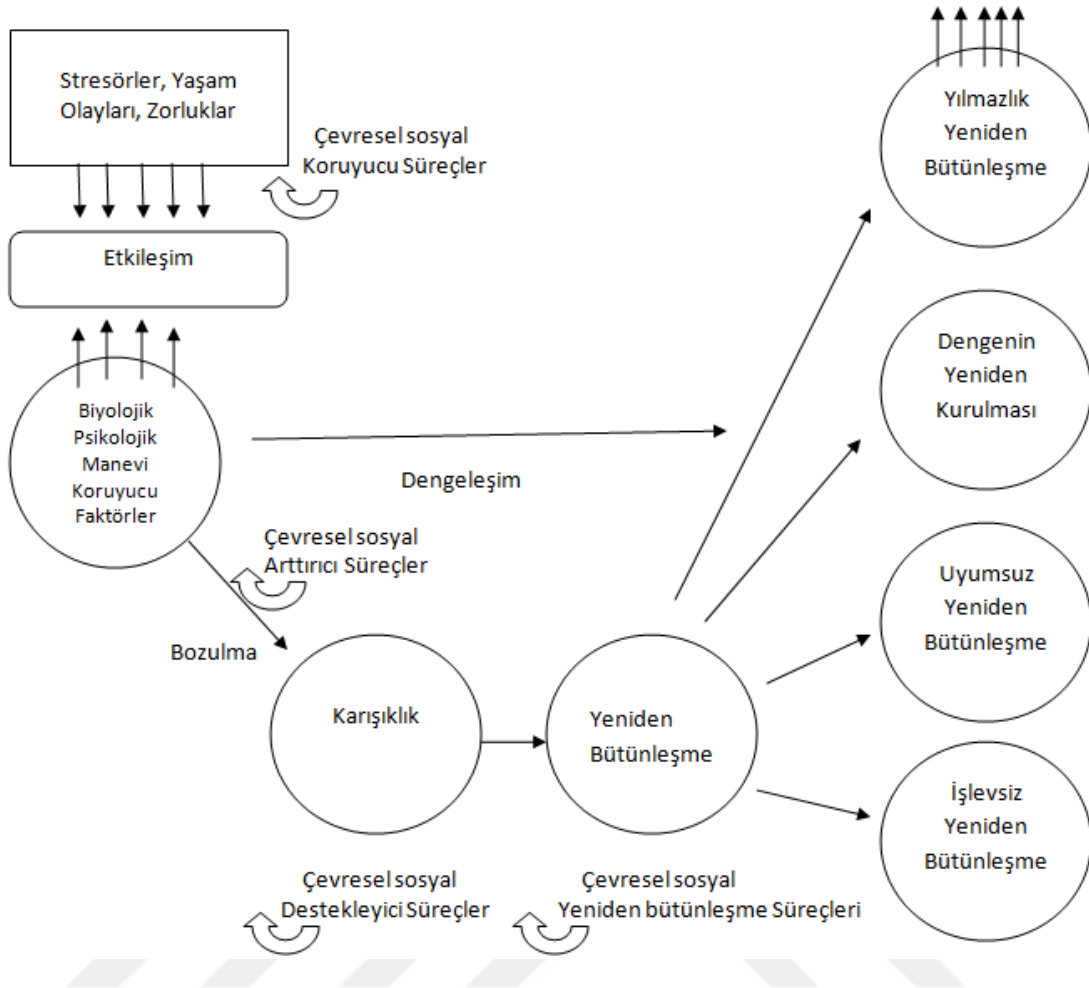 Stresörler, Yaşam
Olayları, Zorluklar
Çevresel sosyal
Koruyucu Süreçler
Etkileşim
Biyolojik
Psikolojik
Manevi
Koruyucu
Faktörler
Dengeleşim
Çevresel sosyal
Arttırıcı Süreçler
Bozulma
Karışıklık
Yeniden
Bütünleşme
Çevresel sosyal
Destekleyici Süreçler
Çevresel sosyal
Yeniden bütünleşme Süreçleri
Yılmazlık
Yeniden
Bütünleşme
Dengenin
Yeniden
Kurulması
Uyumsuz
Yeniden
Bütünleşme
İşlevsiz
Yeniden
Bütünleşme